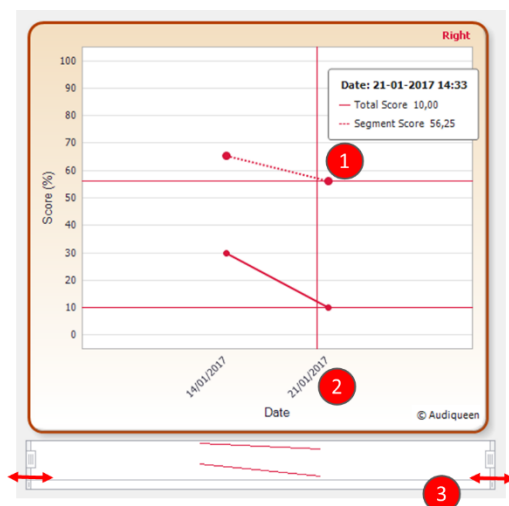 Right
100
90
80
70
60
50
40
30
20
10
0
Score (%)
Date: 21-01-2017 14:33
Total Score 10,00
Segment Score 56,25
1
14/01/2017
21/01/2017
2
Date
© Audiqueen
3